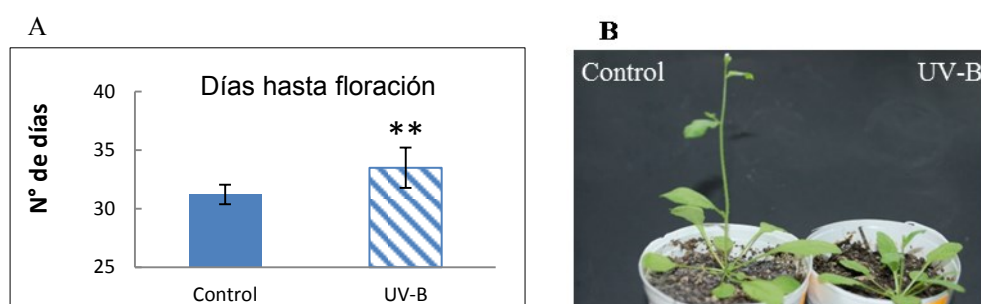 A
Días hasta floración
N° de días
40
35
30
25
**
Control
UV-B
B
Control
UV-B